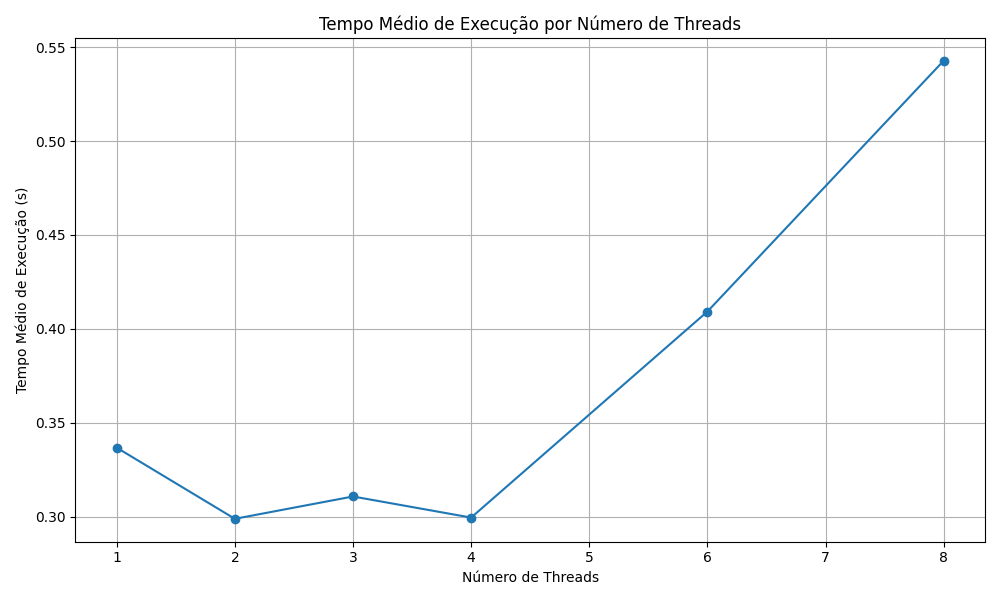 Tempo Médio de Execução por Número de Threads
Tempo Médio de Execução (s)
0.55
0.50
0.45
0.40
0.35
0.30
1 2 3 4 5 6 7 8
Número de Threads